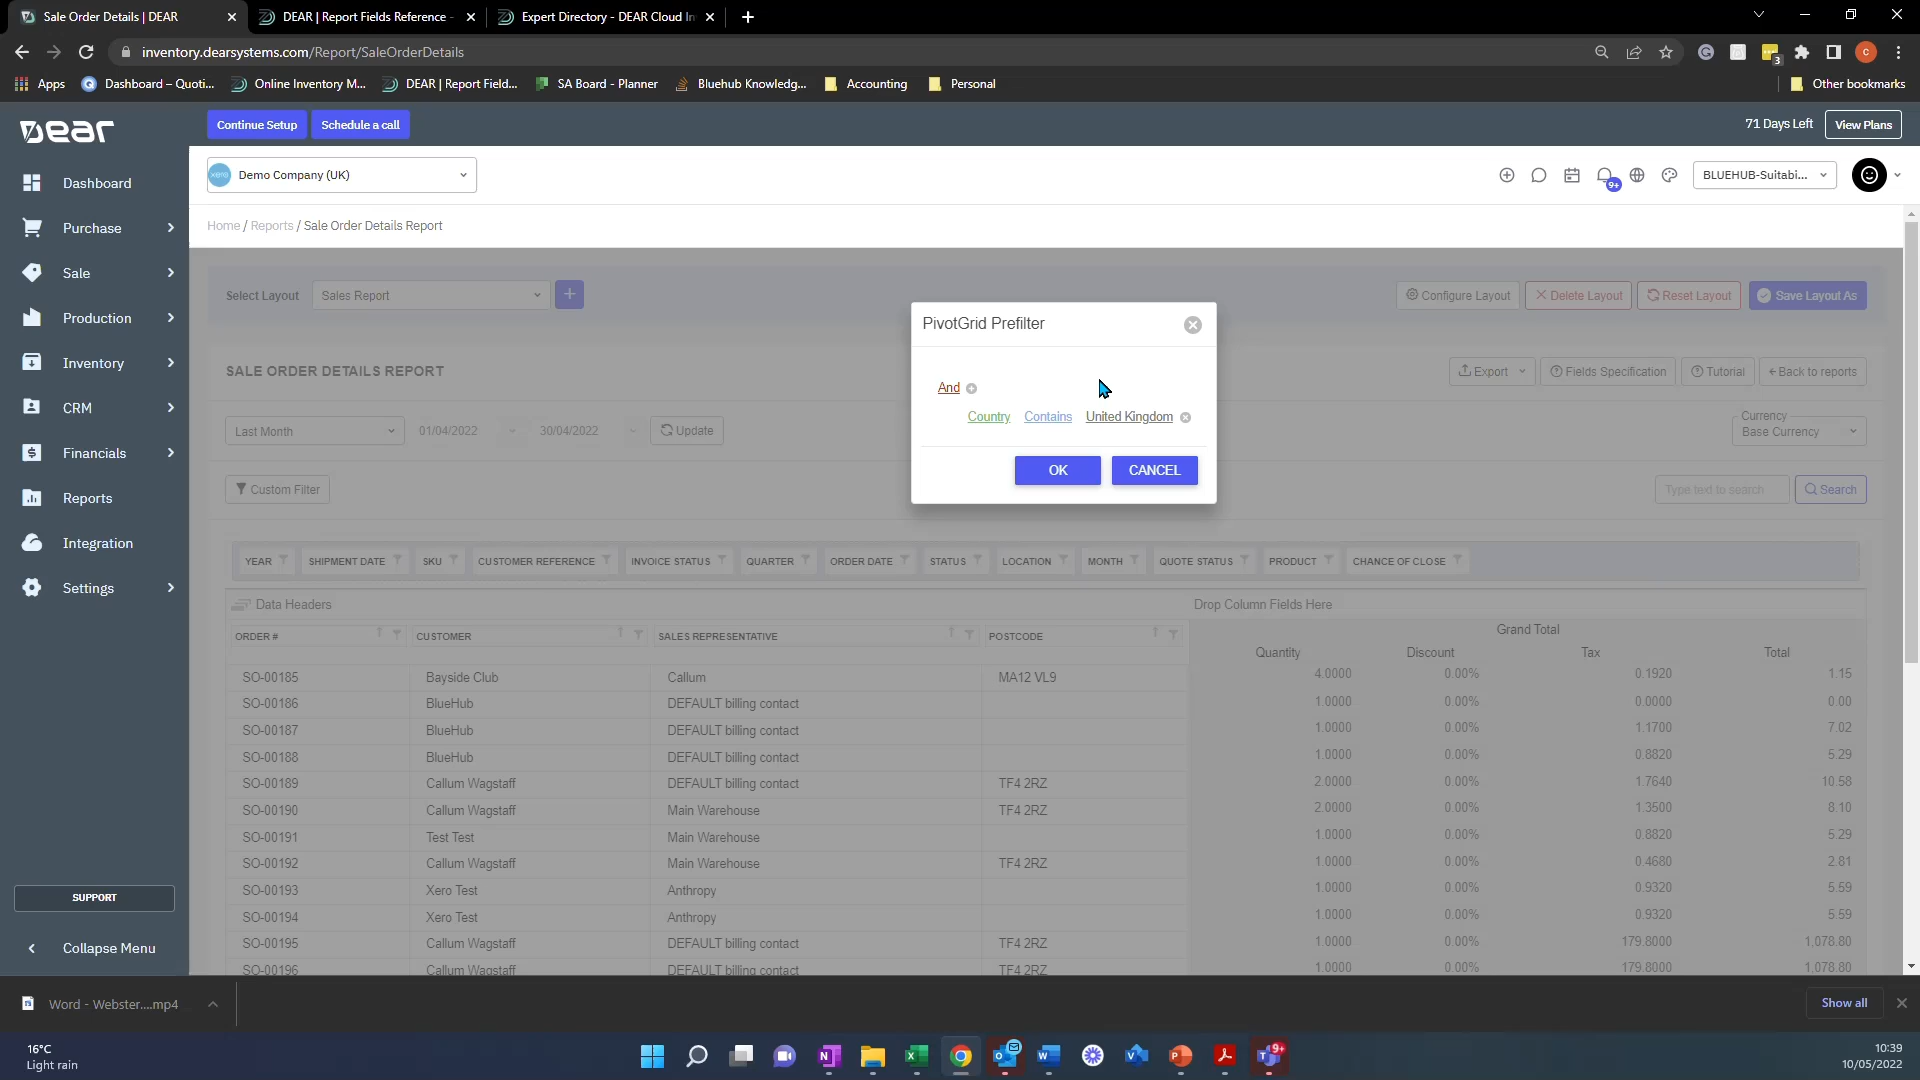 Sale Order Details | DEAR
DEAR | Report Fields Reference -
Expert Directory - DEAR Cloud In
inventory.dearsystems.com/Report/SaleOrderDetails
3
C
Apps
Dashboard – Quoti...
Online Inventory M...
DEAR | Report Field...
SA Board - Planner
Bluehub Knowledg...
Accounting
Personal
Other bookmarks
Dear
Continue Setup
Schedule a call
71 Days Left
View Plans
xero
Demo Company (UK)
9+
BLUEHUB-Suitabi...
Dashboard
Purchase
Sale
Production
Inventory
CRM
Financials
Reports
Integration
Settings
SUPPORT
Collapse Menu
Home / Reports / Sale Order Details Report
Select Layout
Sales Report
+
Configure Layout
Delete Layout
Reset Layout
Save Layout As
PivotGrid Prefilter
And
Country Contains United Kingdom
OK
CANCEL
SALE ORDER DETAILS REPORT
Export
Fields Specification
Tutorial
Back to reports
Last Month
01/04/2022
30/04/2022
Update
Currency
Base Currency
Custom Filter
Type text to search
Search
YEAR SHIPMENT DATE SKU CUSTOMER REFERENCE INVOICE STATUS QUARTER ORDER DATE STATUS LOCATION MONTH QUOTE STATUS PRODUCT CHANCE OF CLOSE
Data Headers
Drop Column Fields Here
ORDER # CUSTOMER SALES REPRESENTATIVE POSTCODE
Grand Total
Quantity Discount Tax Total
SO-00185 Bayside Club Callum MA12 VL9 4.0000 0.00% 0.1920 1.15
SO-00186 BlueHub DEFAULT billing contact 1.0000 0.00% 0.0000 0.00
SO-00187 BlueHub DEFAULT billing contact 1.0000 0.00% 1.1700 7.02
SO-00188 BlueHub DEFAULT billing contact 1.0000 0.00% 0.8820 5.29
SO-00189 Callum Wagstaff DEFAULT billing contact TF4 2RZ 2.0000 0.00% 1.7640 10.58
SO-00190 Callum Wagstaff Main Warehouse TF4 2RZ 2.0000 0.00% 1.3500 8.10
SO-00191 Test Test Main Warehouse 1.0000 0.00% 0.8820 5.29
SO-00192 Callum Wagstaff Main Warehouse TF4 2RZ 1.0000 0.00% 0.4680 2.81
SO-00193 Xero Test Anthropy 1.0000 0.00% 0.9320 5.59
SO-00194 Xero Test Anthropy 1.0000 0.00% 0.9320 5.59
SO-00195 Callum Wagstaff DEFAULT billing contact TF4 2RZ 1.0000 0.00% 179.8000 1,078.80
SO-00196 Callum Wagstaff DEFAULT billing contact TF4 2RZ 1.0000 0.00% 179.8000 1,078.80
Word - Webster....mp4
Show all
16°C
Light rain
9+
10:39
10/05/2022